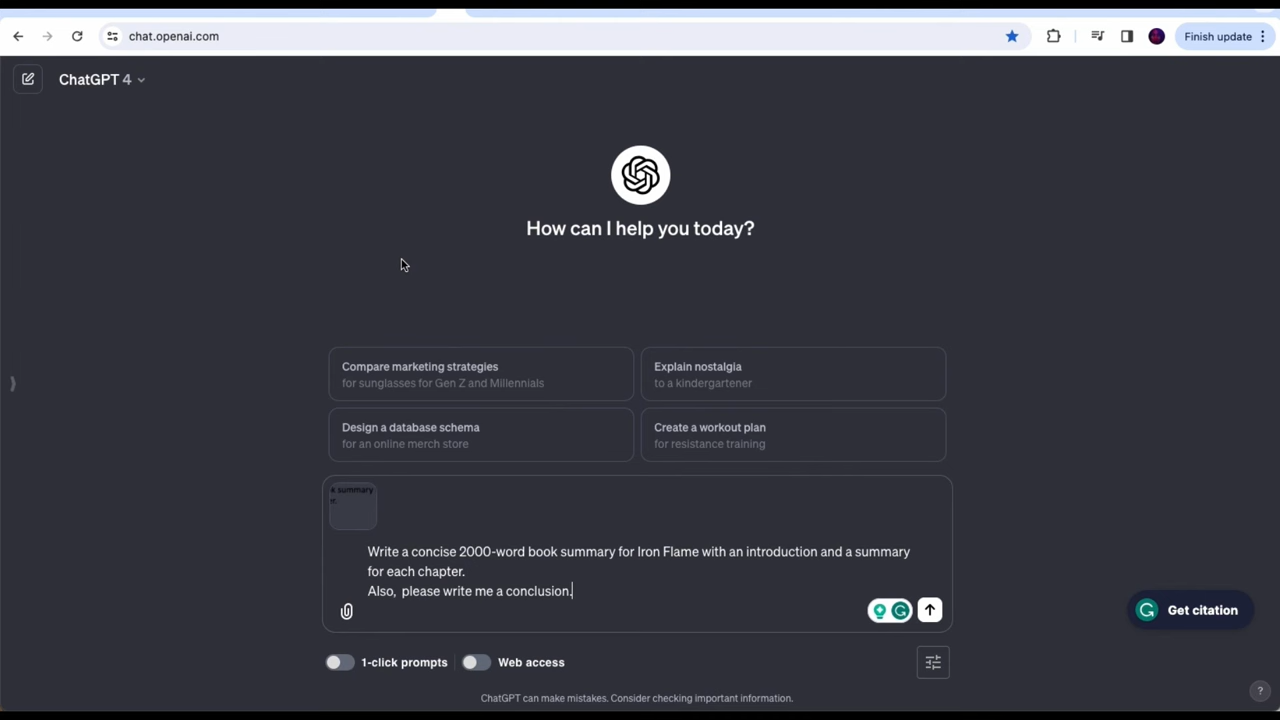 chat.openai.com
Finish update
ChatGPT 4
How can I help you today?
Compare marketing strategies
for sunglasses for Gen Z and Millennials
Explain nostalgia
to a kindergartener
Design a database schema
for an online merch store
Create a workout plan
for resistance training
k summary
er.
Write a concise 2000-word book summary for Iron Flame with an introduction and a summary
for each chapter.
Also,  please write me a conclusion.
Get citation
1-click prompts
Web access
ChatGPT can make mistakes. Consider checking important information.
?